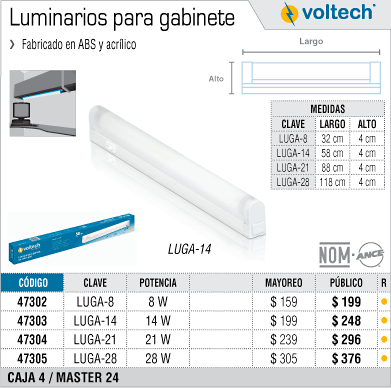 Luminarios para gabinete
voltech®
› Fabricado en ABS y acrílico
Largo
Alto
MEDIDAS
CLAVE LARGO ALTO
LUGA-8 32 cm 4 cm
LUGA-14 58 cm 4 cm
LUGA-21 88 cm 4 cm
LUGA-28 118 cm 4 cm
voltech
LUGA-14
NOM-ANCE
CÓDIGO CLAVE POTENCIA MAYOREO PÚBLICO R
47302 LUGA-8 8 W $ 159 $ 199
47303 LUGA-14 14 W $ 199 $ 248
47304 LUGA-21 21 W $ 239 $ 296
47305 LUGA-28 28 W $ 305 $ 376
CAJA 4 / MASTER 24